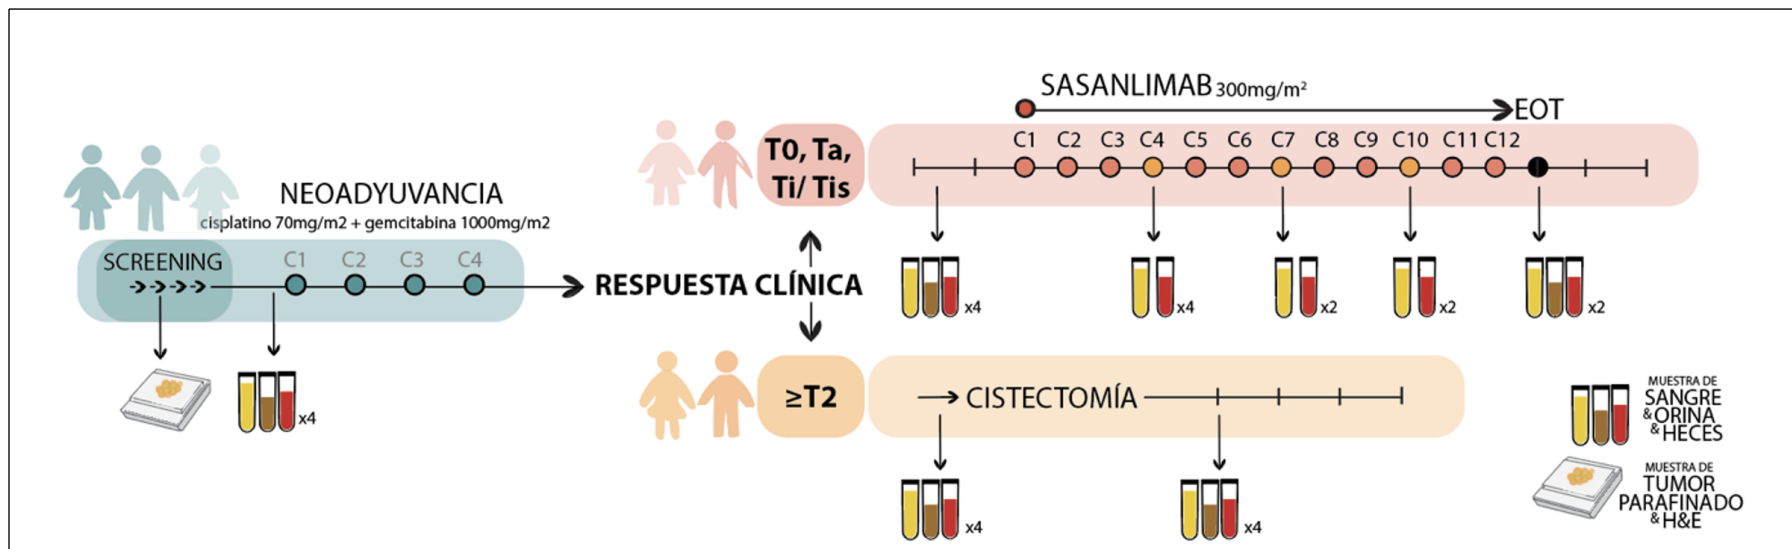 NEOADYUVANCIA
cisplatino 70mg/m2 + gemcitabina 1000mg/m2
SCREENING
C1 C2 C3 C4
x4
RESPUESTA CLÍNICA
T0, Ta,
Ti/ Tis
SASANLIMAB 300mg/m²
EOT
C1 C2 C3 C4 C5 C6 C7 C8 C9 C10 C11 C12
x4 x4 x2 x2 x2
≥T2
CISTECTOMÍA
x4 x4
MUESTRA DE
SANGRE
& ORINA
& HECES
MUESTRA DE
TUMOR
PARAFINADO
& H&E